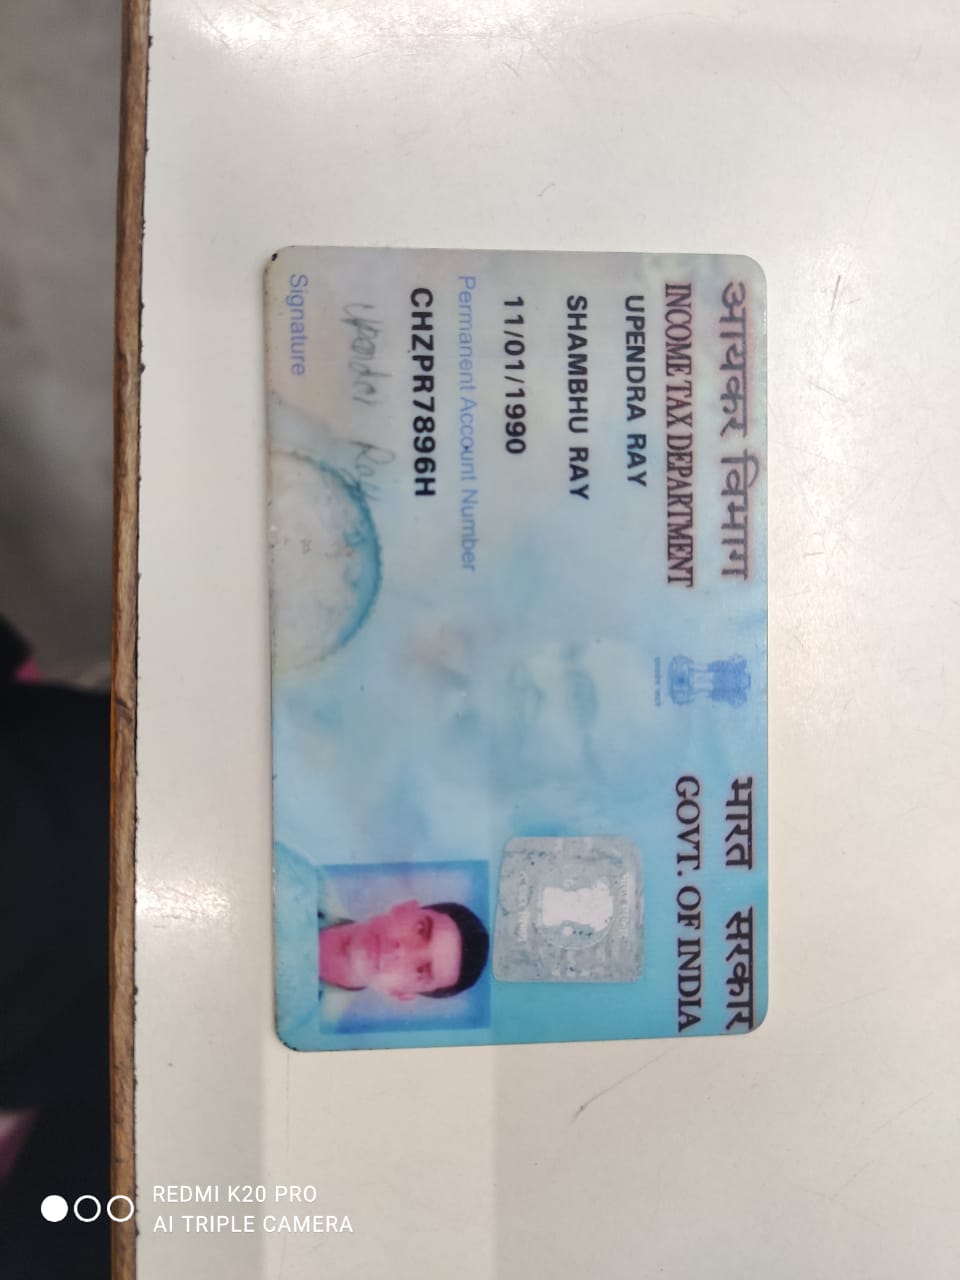 आयकर विभाग
INCOME TAX DEPARTMENT
भारत सरकार
GOVT. OF INDIA
UPENDRA RAY
SHAMBHU RAY
11/01/1990
Permanent Account Number
CHZPR7896H
Upender Ray
Signature
REDMI K20 PRO
AI TRIPLE CAMERA